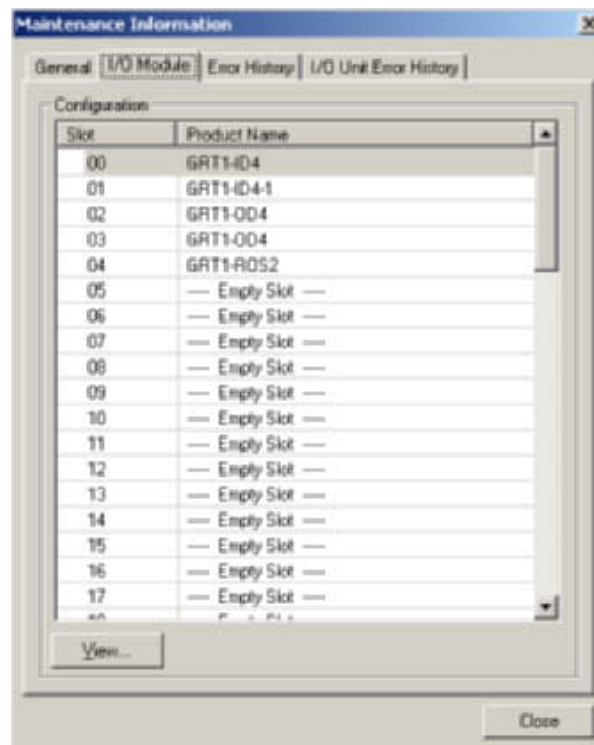 Maintenance Information
General I/O Module Error History I/O Unit Error History
Configuration
Slot Product Name
00 GRT1-ID4
01 GRT1-ID4-1
02 GRT1-OD4
03 GRT1-OD4
04 GRT1-ROS2
05 ---- Empty Slot ----
06 ---- Empty Slot ----
07 ---- Empty Slot ----
08 ---- Empty Slot ----
09 ---- Empty Slot ----
10 ---- Empty Slot ----
11 ---- Empty Slot ----
12 ---- Empty Slot ----
13 ---- Empty Slot ----
14 ---- Empty Slot ----
15 ---- Empty Slot ----
16 ---- Empty Slot ----
17 ---- Empty Slot ----
View...
Close